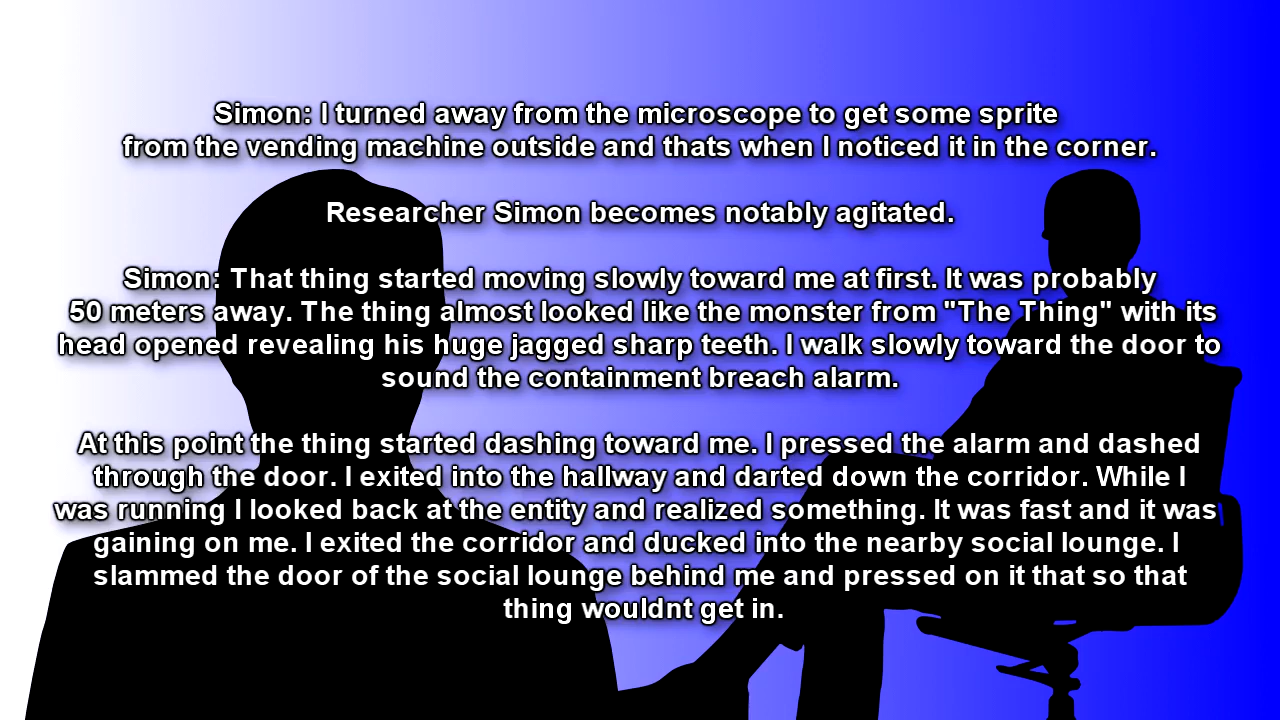 Simon: I turned away from the microscope to get some sprite
from the vending machine outside and thats when I noticed it in the corner.
Researcher Simon becomes notably agitated.
Simon: That thing started moving slowly toward me at first. It was probably
50 meters away. The thing almost looked like the monster from "The Thing" with its
head opened revealing his huge jagged sharp teeth. I walk slowly toward the door to
sound the containment breach alarm.
At this point the thing started dashing toward me. I pressed the alarm and dashed
through the door. I exited into the hallway and darted down the corridor. While I
was running I looked back at the entity and realized something. It was fast and it was
gaining on me. I exited the corridor and ducked into the nearby social lounge. I
slammed the door of the social lounge behind me and pressed on it that so that
thing wouldnt get in.